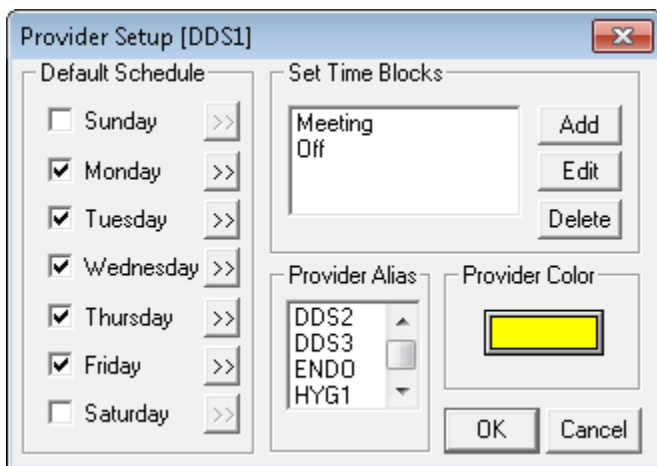 Provider Setup [DDS1]
Default Schedule
Sunday >>
Monday >>
Tuesday >>
Wednesday >>
Thursday >>
Friday >>
Saturday >>
Set Time Blocks
Meeting
Off
Add
Edit
Delete
Provider Alias
DDS2
DDS3
ENDO
HYG1
Provider Color
OK
Cancel